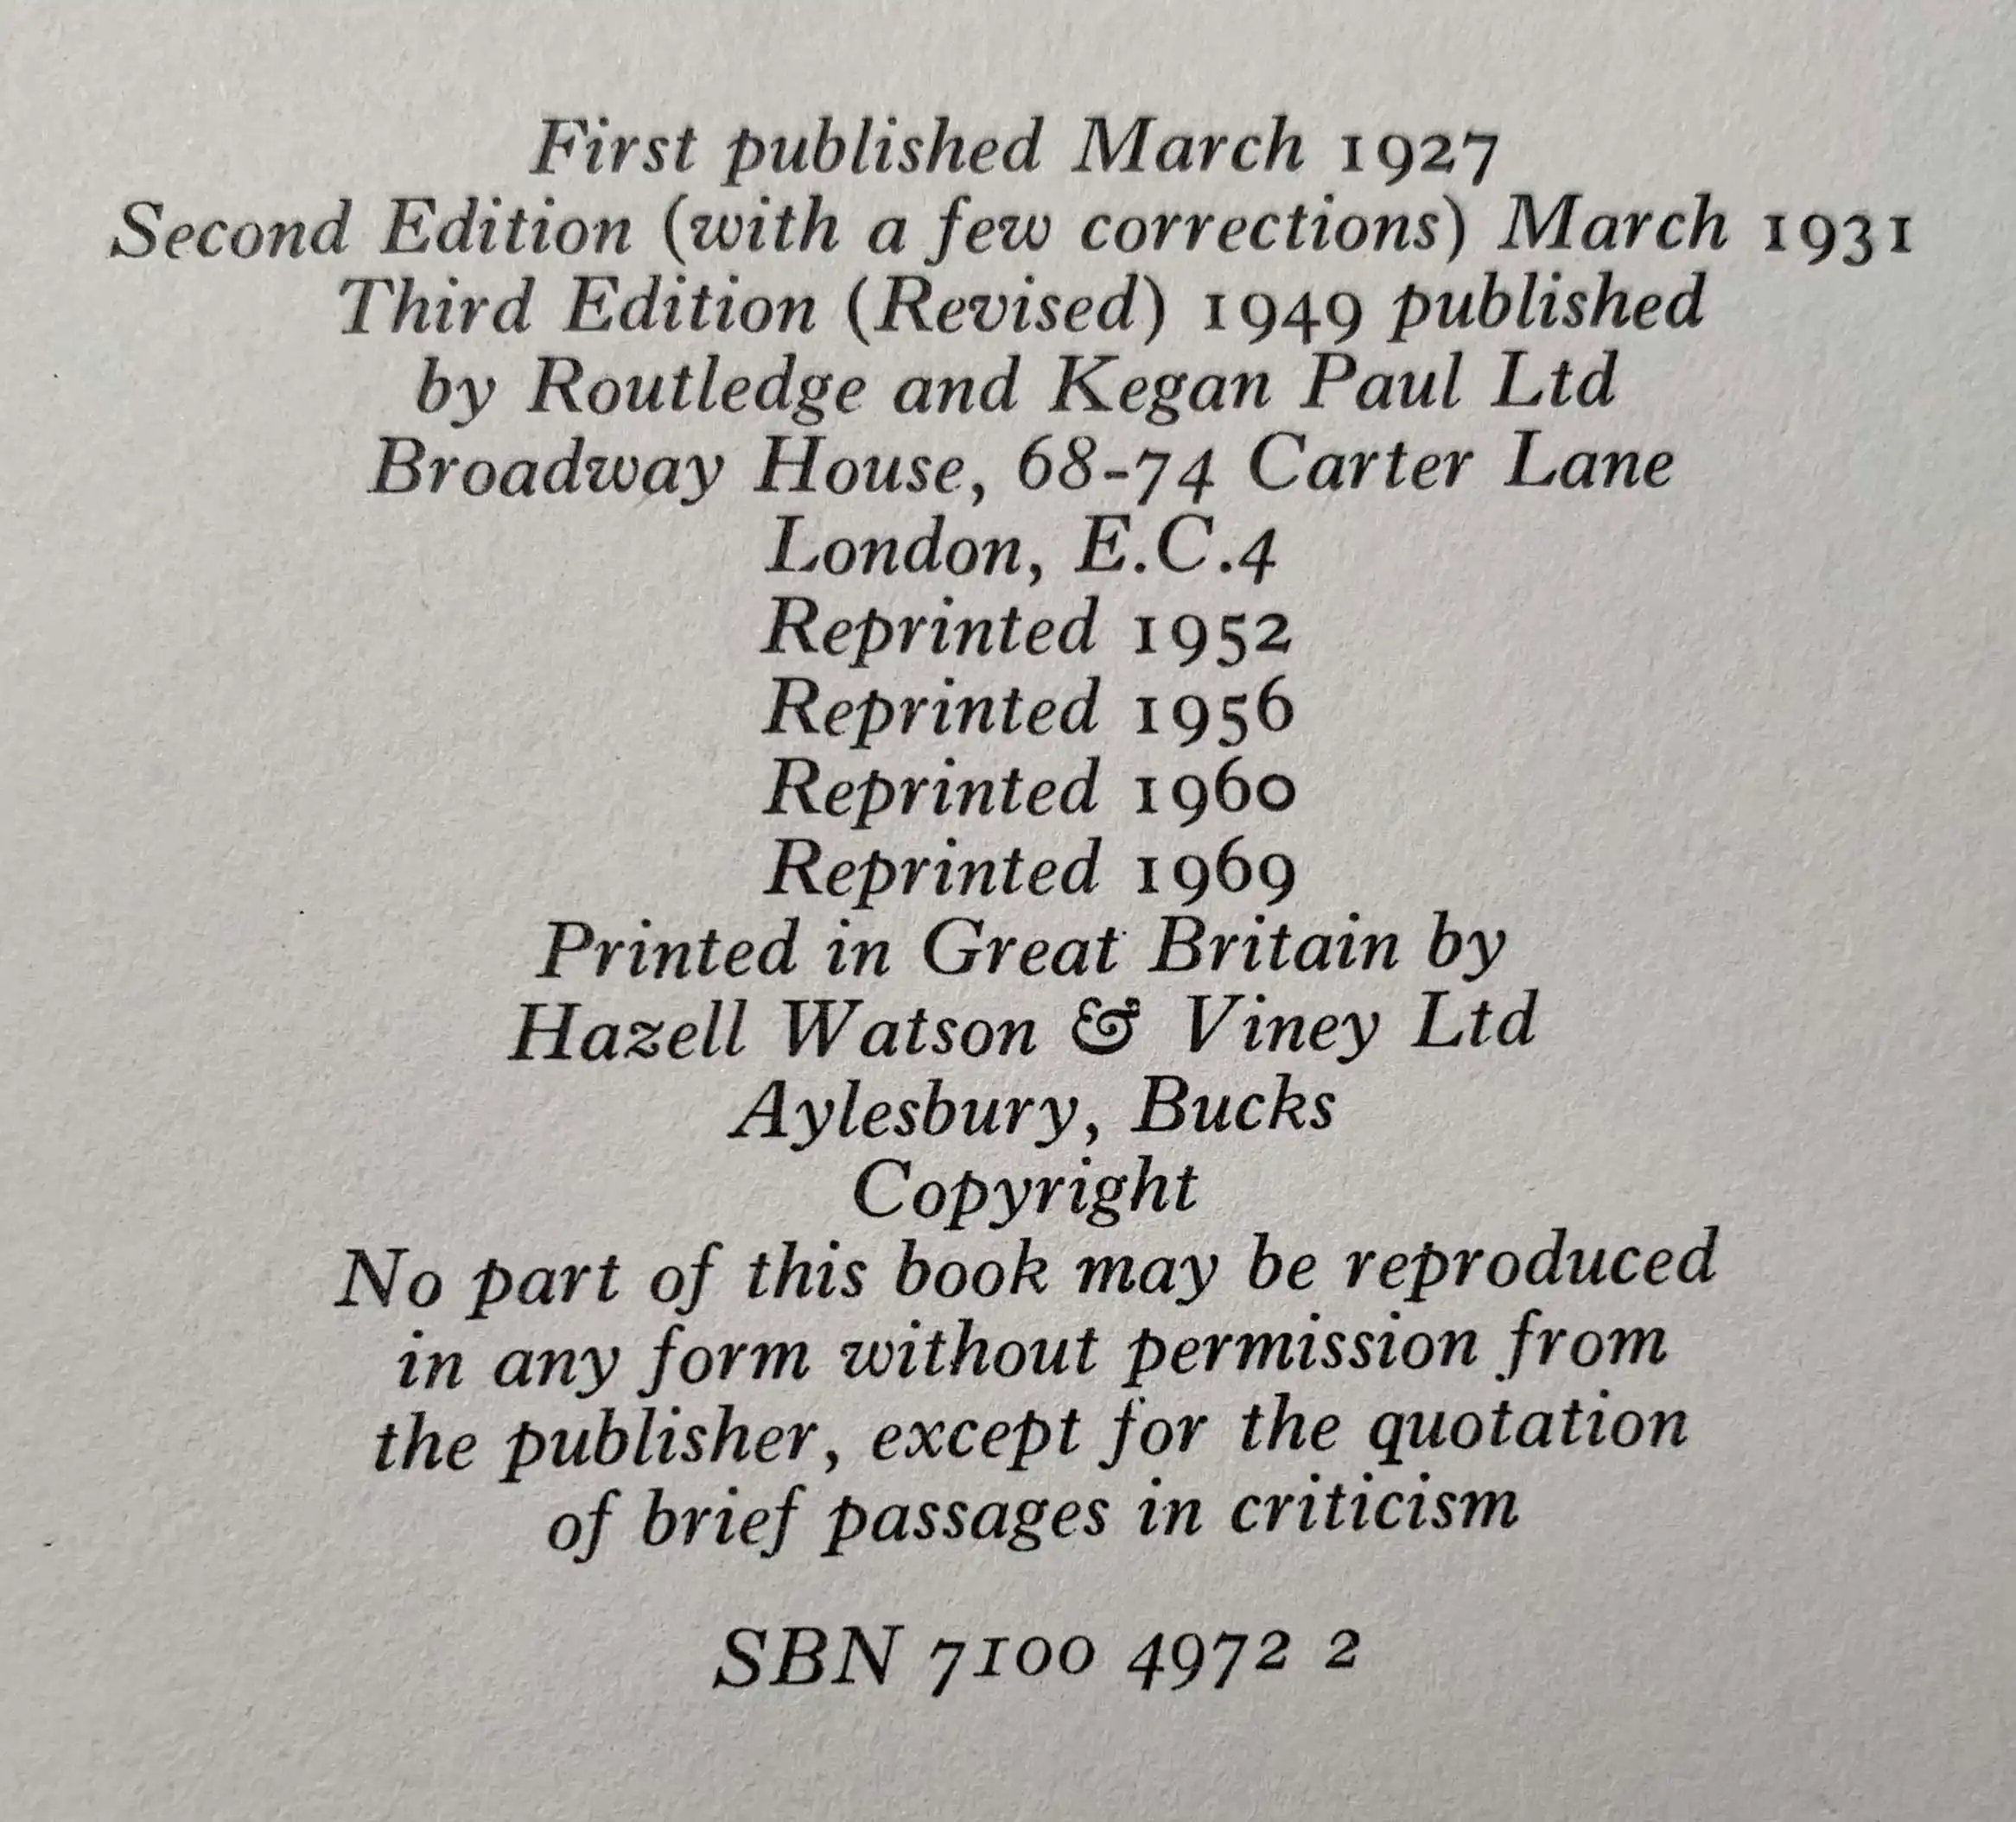 First published March 1927
Second Edition (with a few corrections) March 1931
Third Edition (Revised) 1949 published
by Routledge and Kegan Paul Ltd
Broadway House, 68-74 Carter Lane
London, E.C.4
Reprinted 1952
Reprinted 1956
Reprinted 1960
Reprinted 1969
Printed in Great Britain by
Hazell Watson & Viney Ltd
Aylesbury, Bucks
Copyright
No part of this book may be reproduced
in any form without permission from
the publisher, except for the quotation
of brief passages in criticism
SBN 7100 4972 2